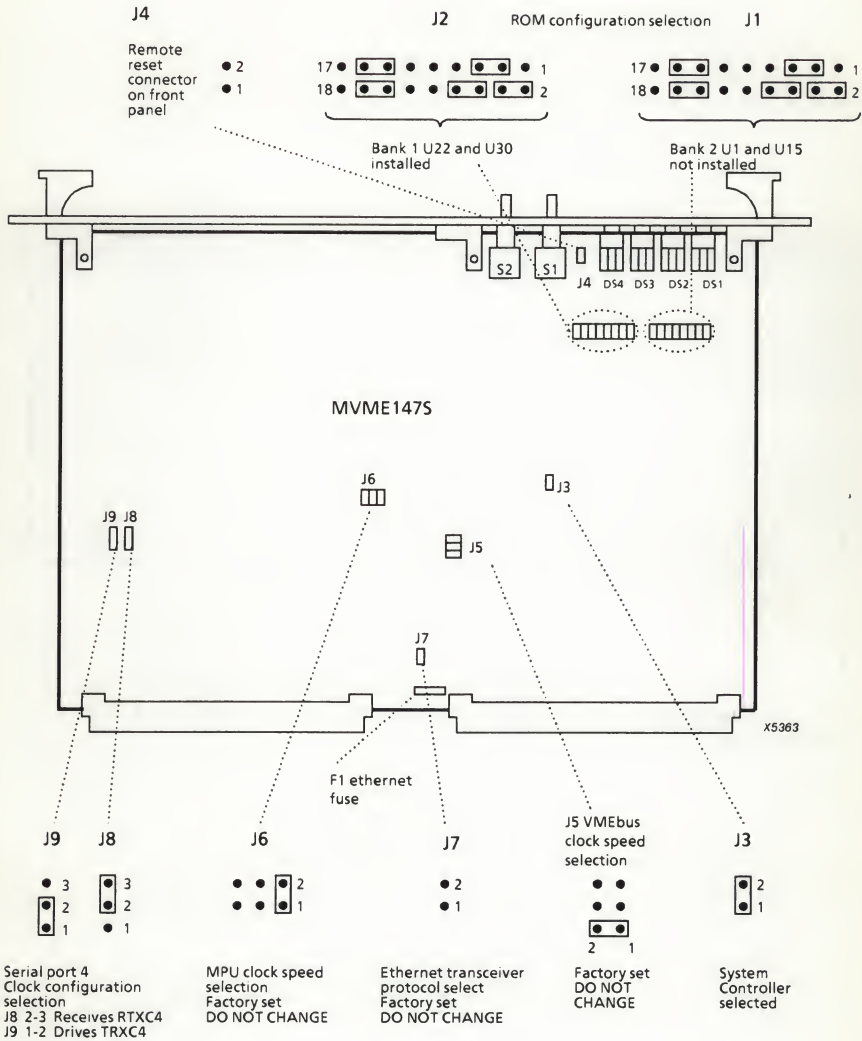 J4
J2
ROM configuration selection
J1
Remote
reset
connector
on front
panel
2
1
17
1
18
2
17
1
18
2
Bank 1 U22 and U30
installed
Bank 2 U1 and U15
not installed
S2
S1
J4
DS4
DS3
DS2
DS1
MVME147S
J6
J3
J9 J8
J5
J7
X5363
F1 ethernet
fuse
J9
J8
J6
J7
J5 VMEbus
clock speed
selection
J3
3
2
1
3
2
1
2
1
2
1
2 1
2
1
Serial port 4
Clock configuration
selection
J8 2-3 Receives RTXC4
J9 1-2 Drives TRXC4
MPU clock speed
selection
Factory set
DO NOT CHANGE
Ethernet transceiver
protocol select
Factory set
DO NOT CHANGE
Factory set
DO NOT
CHANGE
System
Controller
selected